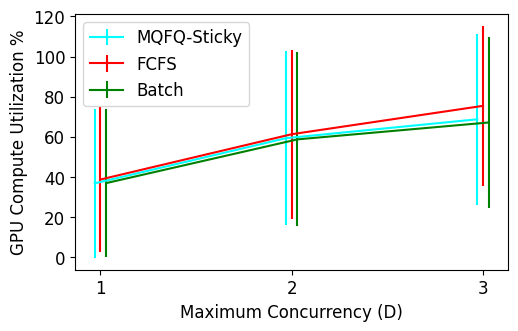 120
100
80
60
40
20
0
GPU Compute Utilization %
MQFQ-Sticky
FCFS
Batch
1 2 3
Maximum Concurrency (D)